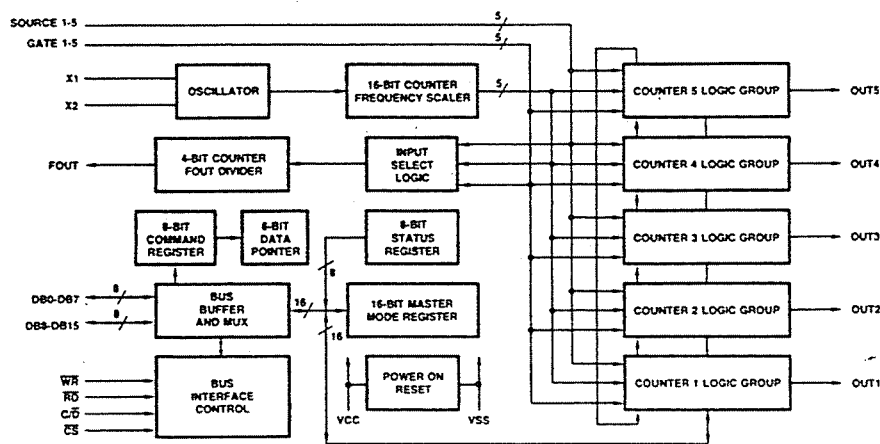 SOURCE 1-5
5
GATE 1-5
5
X1
X2
OSCILLATOR
16-BIT COUNTER
FREQUENCY SCALER
5
COUNTER 5 LOGIC GROUP
OUT5
FOUT
4-BIT COUNTER
FOUT DIVIDER
INPUT
SELECT
LOGIC
COUNTER 4 LOGIC GROUP
OUT4
8-BIT
COMMAND
REGISTER
6-BIT
DATA
POINTER
8-BIT
STATUS
REGISTER
COUNTER 3 LOGIC GROUP
OUT3
8
DB0-DB7
8
DB8-DB15
8
BUS
BUFFER
AND MUX
16
16-BIT MASTER
MODE REGISTER
COUNTER 2 LOGIC GROUP
OUT2
16
WR
RD
C/D
CS
BUS
INTERFACE
CONTROL
POWER ON
RESET
VCC
VSS
COUNTER 1 LOGIC GROUP
OUT1